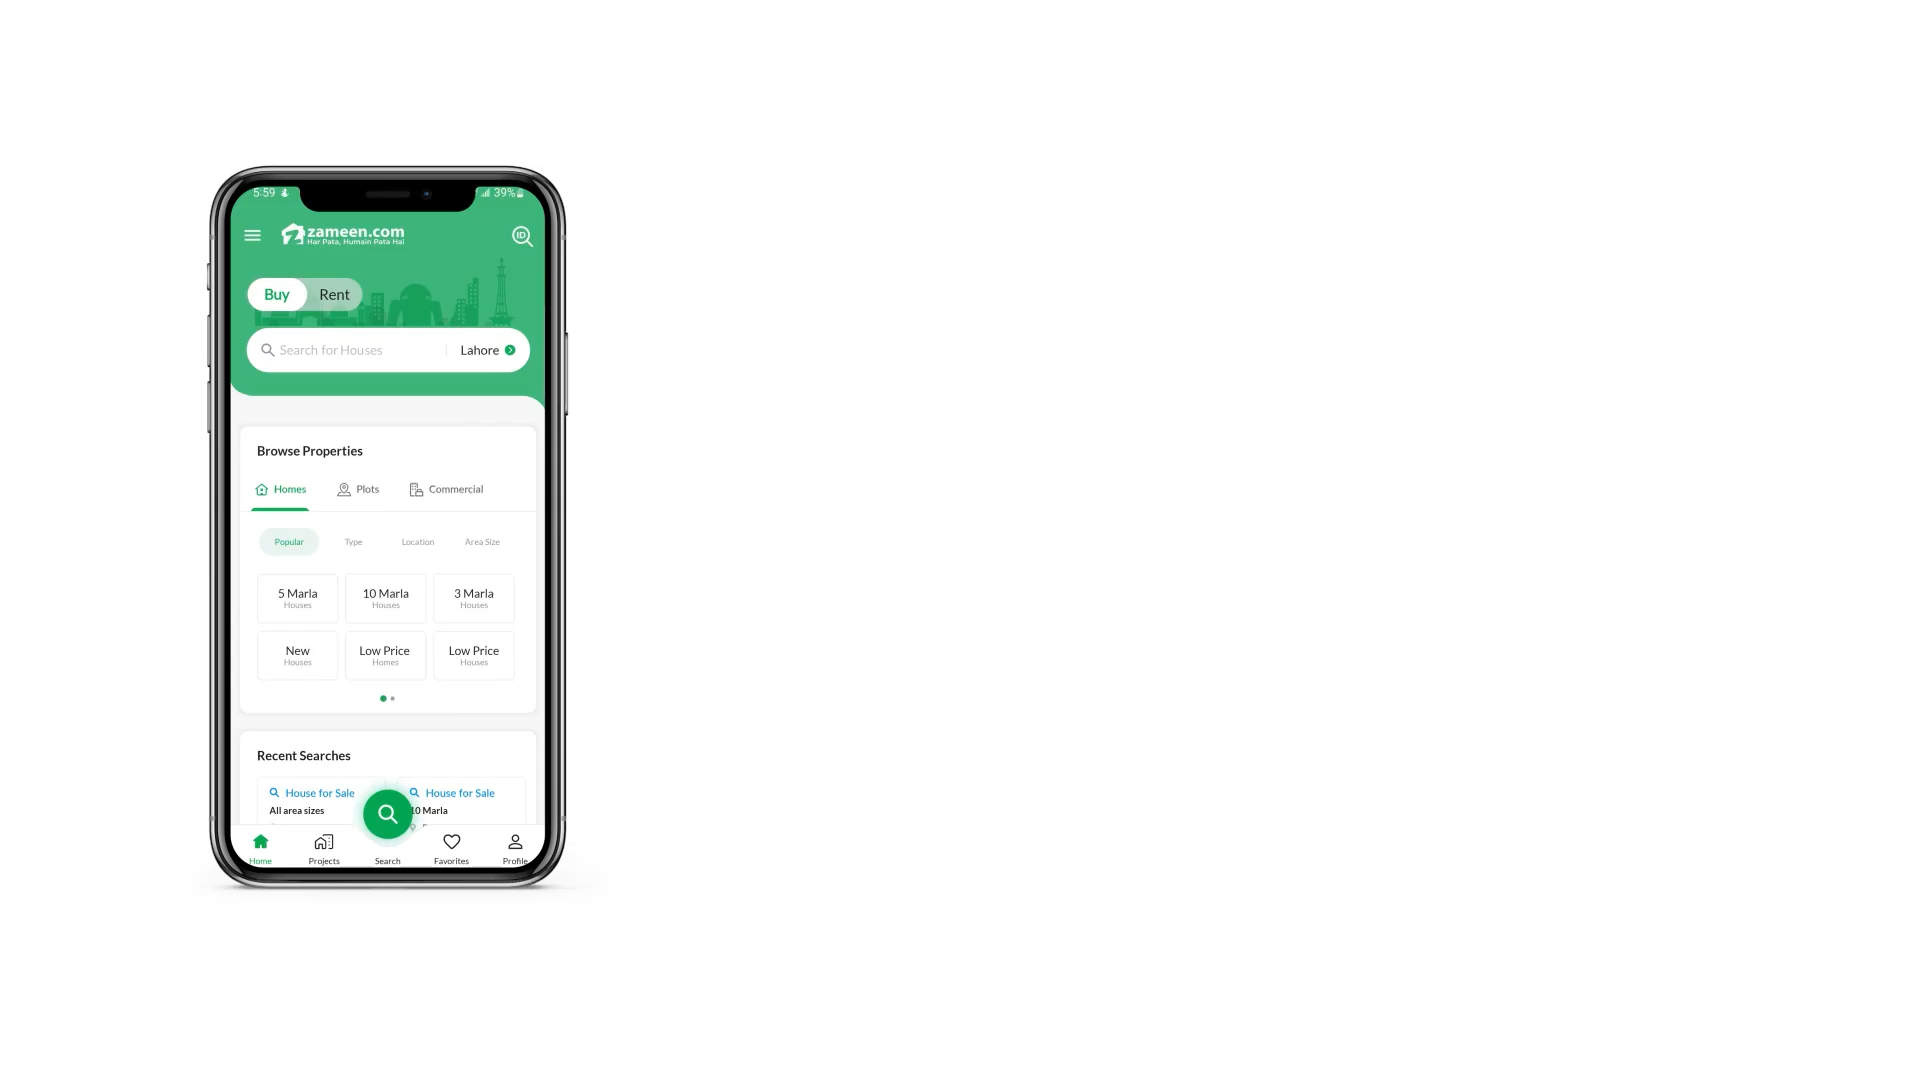 5:59
39%
zameen.com
Har Pata, Humain Pata Hai
ID
Buy
Rent
Search for Houses
Lahore
Browse Properties
Homes
Plots
Commercial
Popular
Type
Location
Area Size
5 Marla
Houses
10 Marla
Houses
3 Marla
Houses
New
Houses
Low Price
Homes
Low Price
Houses
Recent Searches
House for Sale
All area sizes
House for Sale
10 Marla
Home
Projects
Search
Favorites
Profile